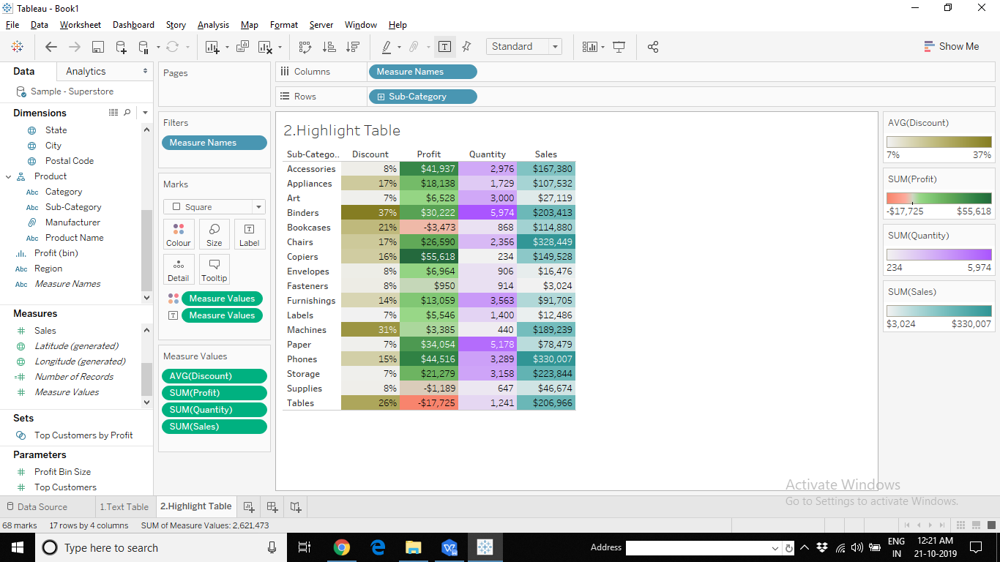 Tableau - Book1
File Data Worksheet Dashboard Story Analysis Map Format Server Window Help
Standard
Show Me
Data Analytics
Sample - Superstore
Dimensions
State
City
Postal Code
Product
Abc Category
Abc Sub-Category
Manufacturer
Abc Product Name
Profit (bin)
Abc Region
Abc Measure Names
Measures
# Sales
Latitude (generated)
Longitude (generated)
=# Number of Records
# Measure Values
Sets
Top Customers by Profit
Parameters
# Profit Bin Size
# Top Customers
Pages
Filters
Measure Names
Marks
Square
Colour Size Label
Detail Tooltip
Measure Values
Measure Values
Measure Values
AVG(Discount)
SUM(Profit)
SUM(Quantity)
SUM(Sales)
Columns Measure Names
Rows Sub-Category
2.Highlight Table
Sub-Catego.. Discount Profit Quantity Sales
Accessories 8% $41,937 2,976 $167,380
Appliances 17% $18,138 1,729 $107,532
Art 7% $6,528 3,000 $27,119
Binders 37% $30,222 5,974 $203,413
Bookcases 21% -$3,473 868 $114,880
Chairs 17% $26,590 2,356 $328,449
Copiers 16% $55,618 234 $149,528
Envelopes 8% $6,964 906 $16,476
Fasteners 8% $950 914 $3,024
Furnishings 14% $13,059 3,563 $91,705
Labels 7% $5,546 1,400 $12,486
Machines 31% $3,385 440 $189,239
Paper 7% $34,054 5,178 $78,479
Phones 15% $44,516 3,289 $330,007
Storage 7% $21,279 3,158 $223,844
Supplies 8% -$1,189 647 $46,674
Tables 26% -$17,725 1,241 $206,966
AVG(Discount)
7% 37%
SUM(Profit)
-$17,725 $55,618
SUM(Quantity)
234 5,974
SUM(Sales)
$3,024 $330,007
Activate Windows
Go to Settings to activate Windows.
Data Source 1.Text Table 2.Highlight Table
68 marks 17 rows by 4 columns SUM of Measure Values: 2,621,473
Type here to search
Address
ENG
IN
12:21 AM
21-10-2019